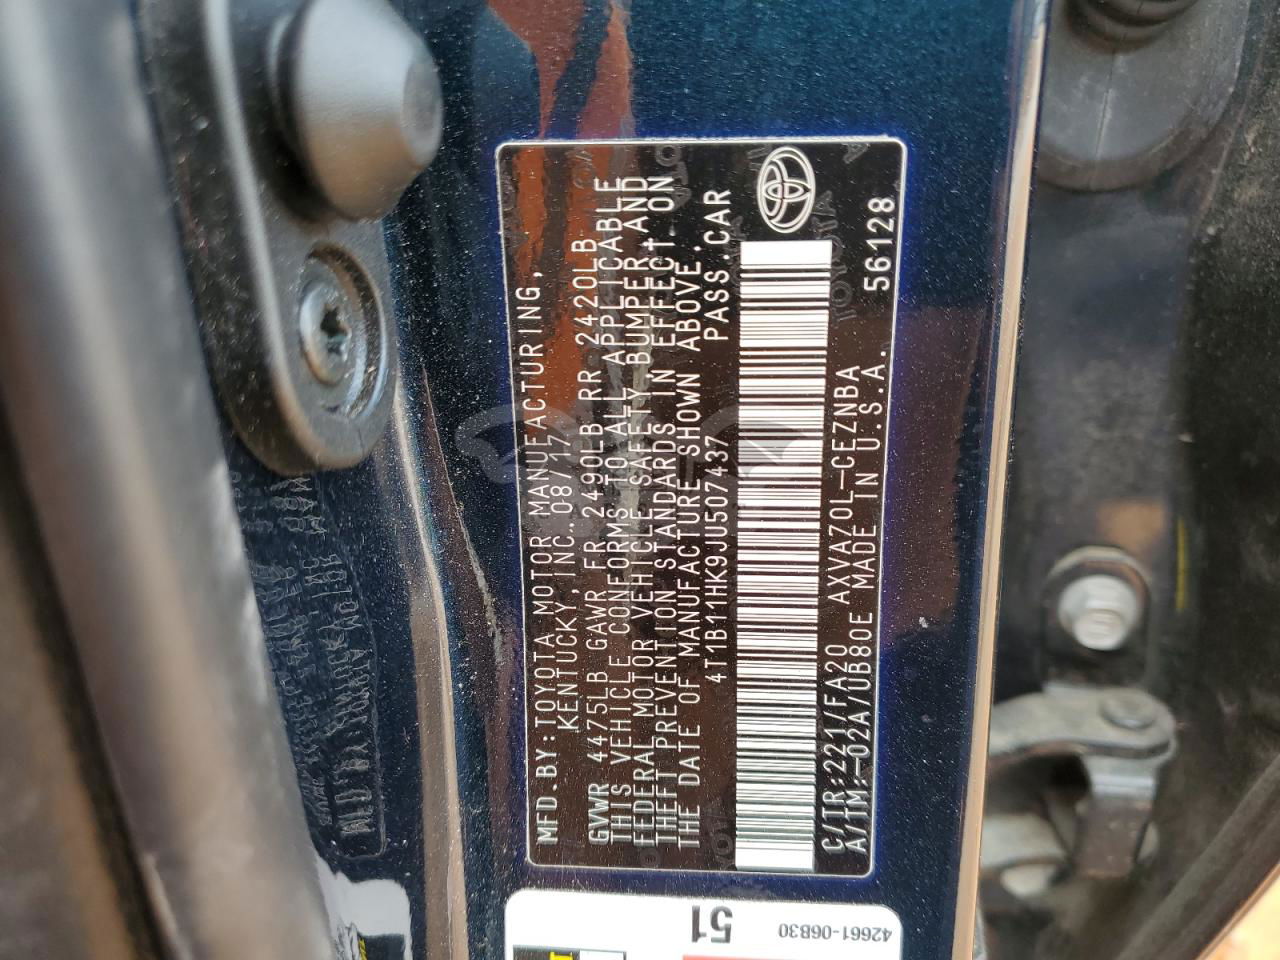 MFD.BY:TOYOTA MOTOR MANUFACTURING,
KENTUCKY,INC. 08/17
GVWR 4475LB GAWR FR 2490LB RR 2420LB
THIS VEHICLE CONFORMS TO ALL APPLICABLE
FEDERAL MOTOR VEHICLE SAFETY,BUMPER,AND
THEFT PREVENTION STANDARDS IN EFFECT ON
THE DATE OF MANUFACTURE SHOWN ABOVE.
4T1B11HK9JU507437 PASS.CAR
C/TR:221/FA20 AXVA70L-CEZNBA
A/TM:-02A/UB80E MADE IN U.S.A.
56128
51
42661-06B30